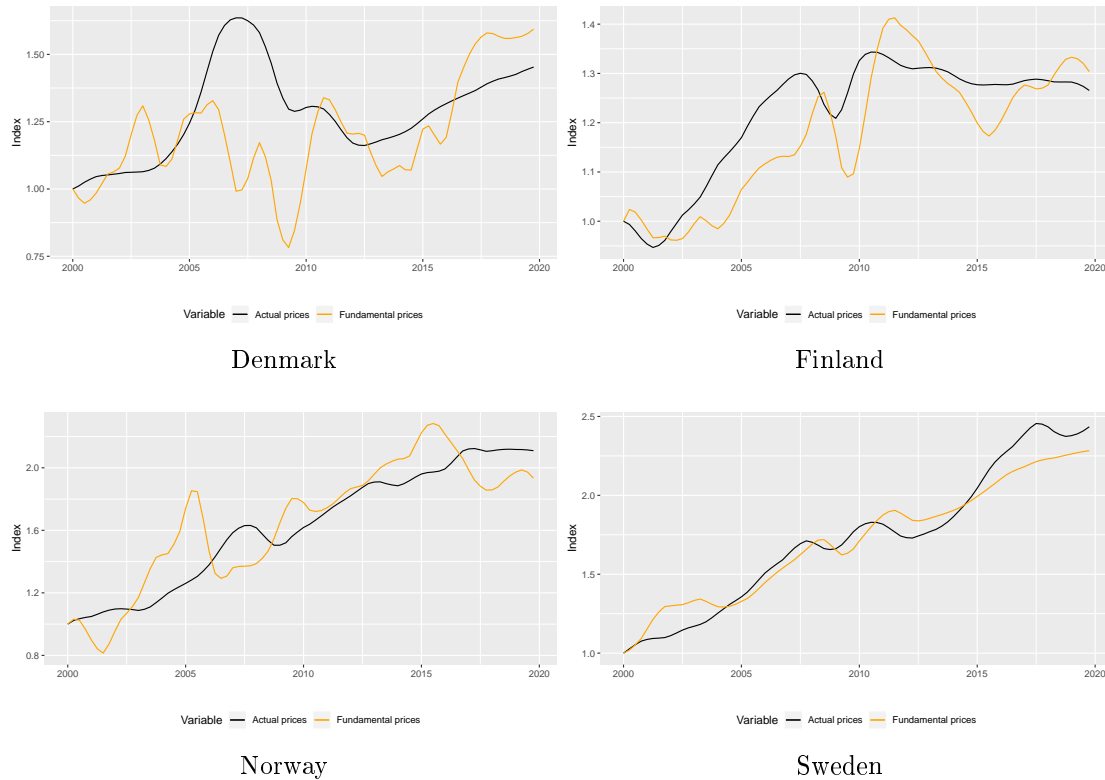 Index
1.50
1.25
1.00
0.75
2000 2005 2010 2015 2020
Variable Actual prices Fundamental prices
Denmark
Index
1.4
1.3
1.2
1.1
1.0
2000 2005 2010 2015 2020
Variable Actual prices Fundamental prices
Finland
Index
2.0
1.6
1.2
0.8
2000 2005 2010 2015 2020
Variable Actual prices Fundamental prices
Norway
Index
2.5
2.0
1.5
1.0
2000 2005 2010 2015 2020
Variable Actual prices Fundamental prices
Sweden